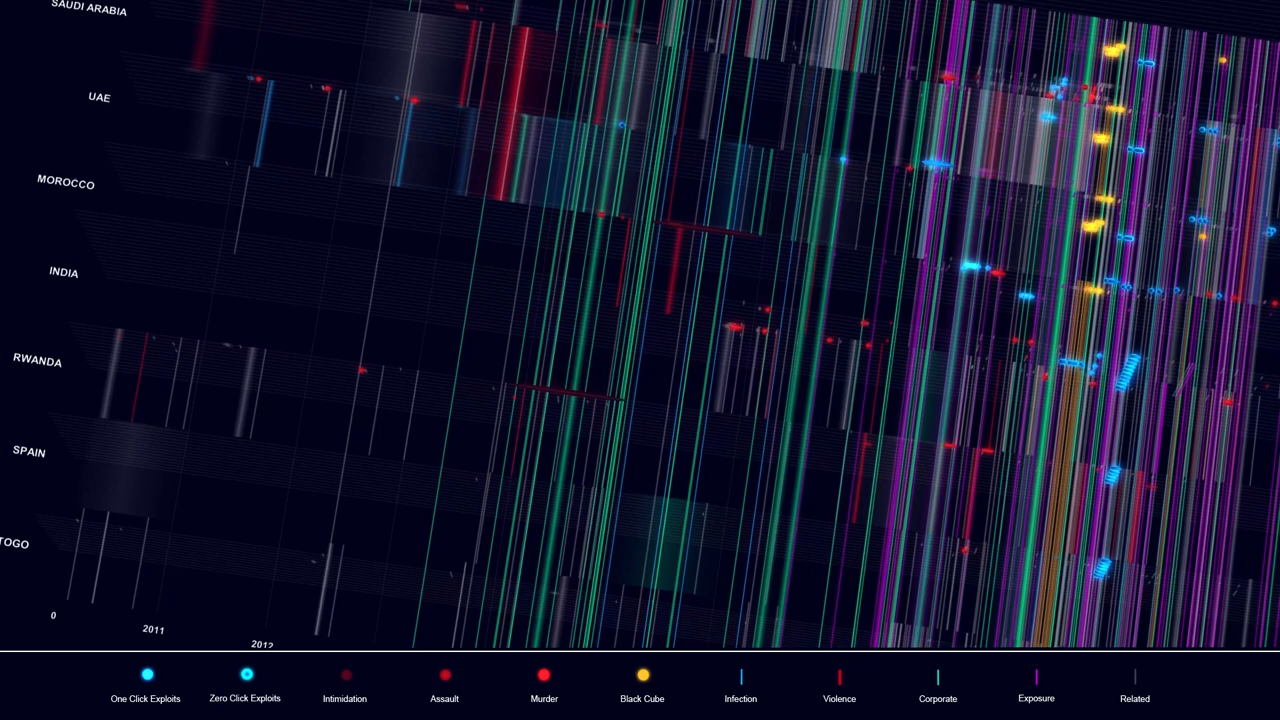 SAUDI ARABIA
UAE
MOROCCO
INDIA
RWANDA
SPAIN
TOGO
0
2011
2012
One Click Exploits
Zero Click Exploits
Intimidation
Assault
Murder
Black Cube
Infection
Violence
Corporate
Exposure
Related